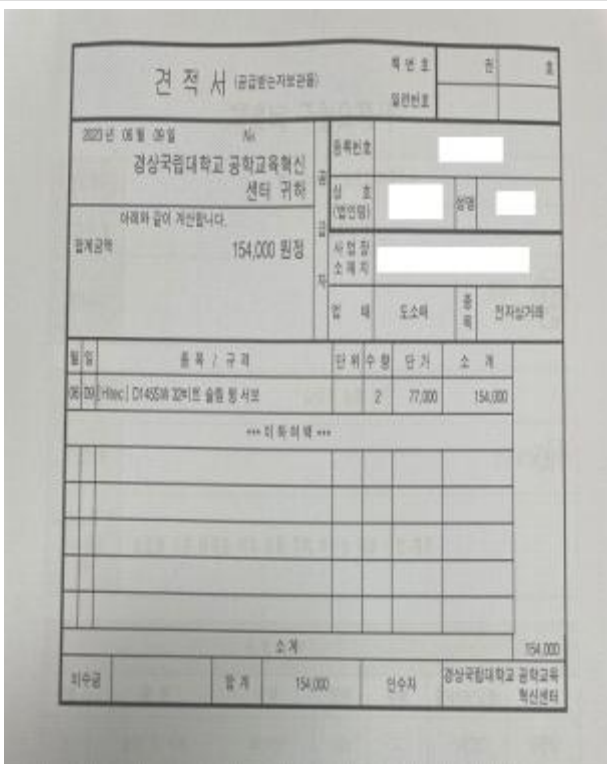 견 적 서 (공급받는자보관용)
책 번 호 권 호
일련번호
2023 년 06 월 09 일 No.
경상국립대학교 공학교육혁신
센터 귀하
아래와 같이 계산합니다.
합계금액 154,000 원정
공 급 자
등록번호
상 호
(법인명)
성명
사 업 장
소 재 지
업 태 도소매 종목 전자상거래
월 일 품 목 / 규 격 단 위 수 량 단 가 소 계
06 09 [Hitec] D145SW 32비트 슬림 윙 서보 2 77,000 154,000
*** 이 하 여 백 ***
소 계 154,000
미수금 합 계 154,000 인수자 경상국립대학교 공학교육
혁신센터